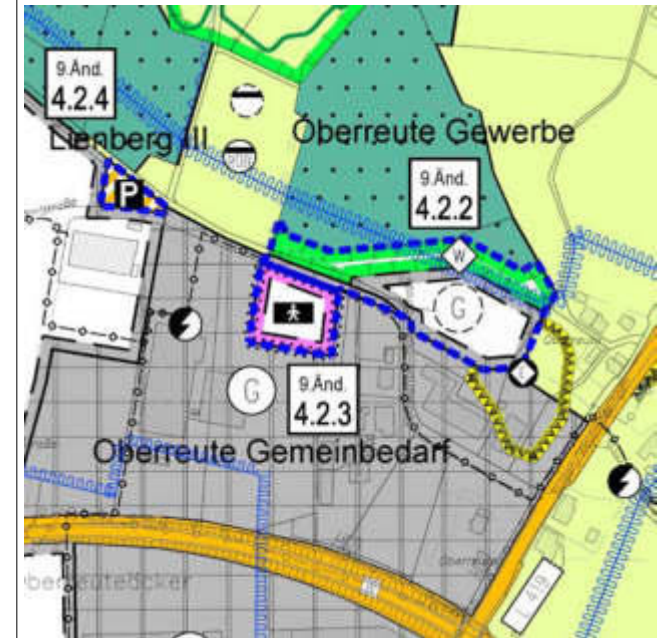 9.Änd.
4.2.4
Lienberg III
Oberreute Gewerbe
9.Änd.
4.2.2
P
W
G
G
9.Änd.
4.2.3
Oberreute Gemeinbedarf
Oberreute
L 419